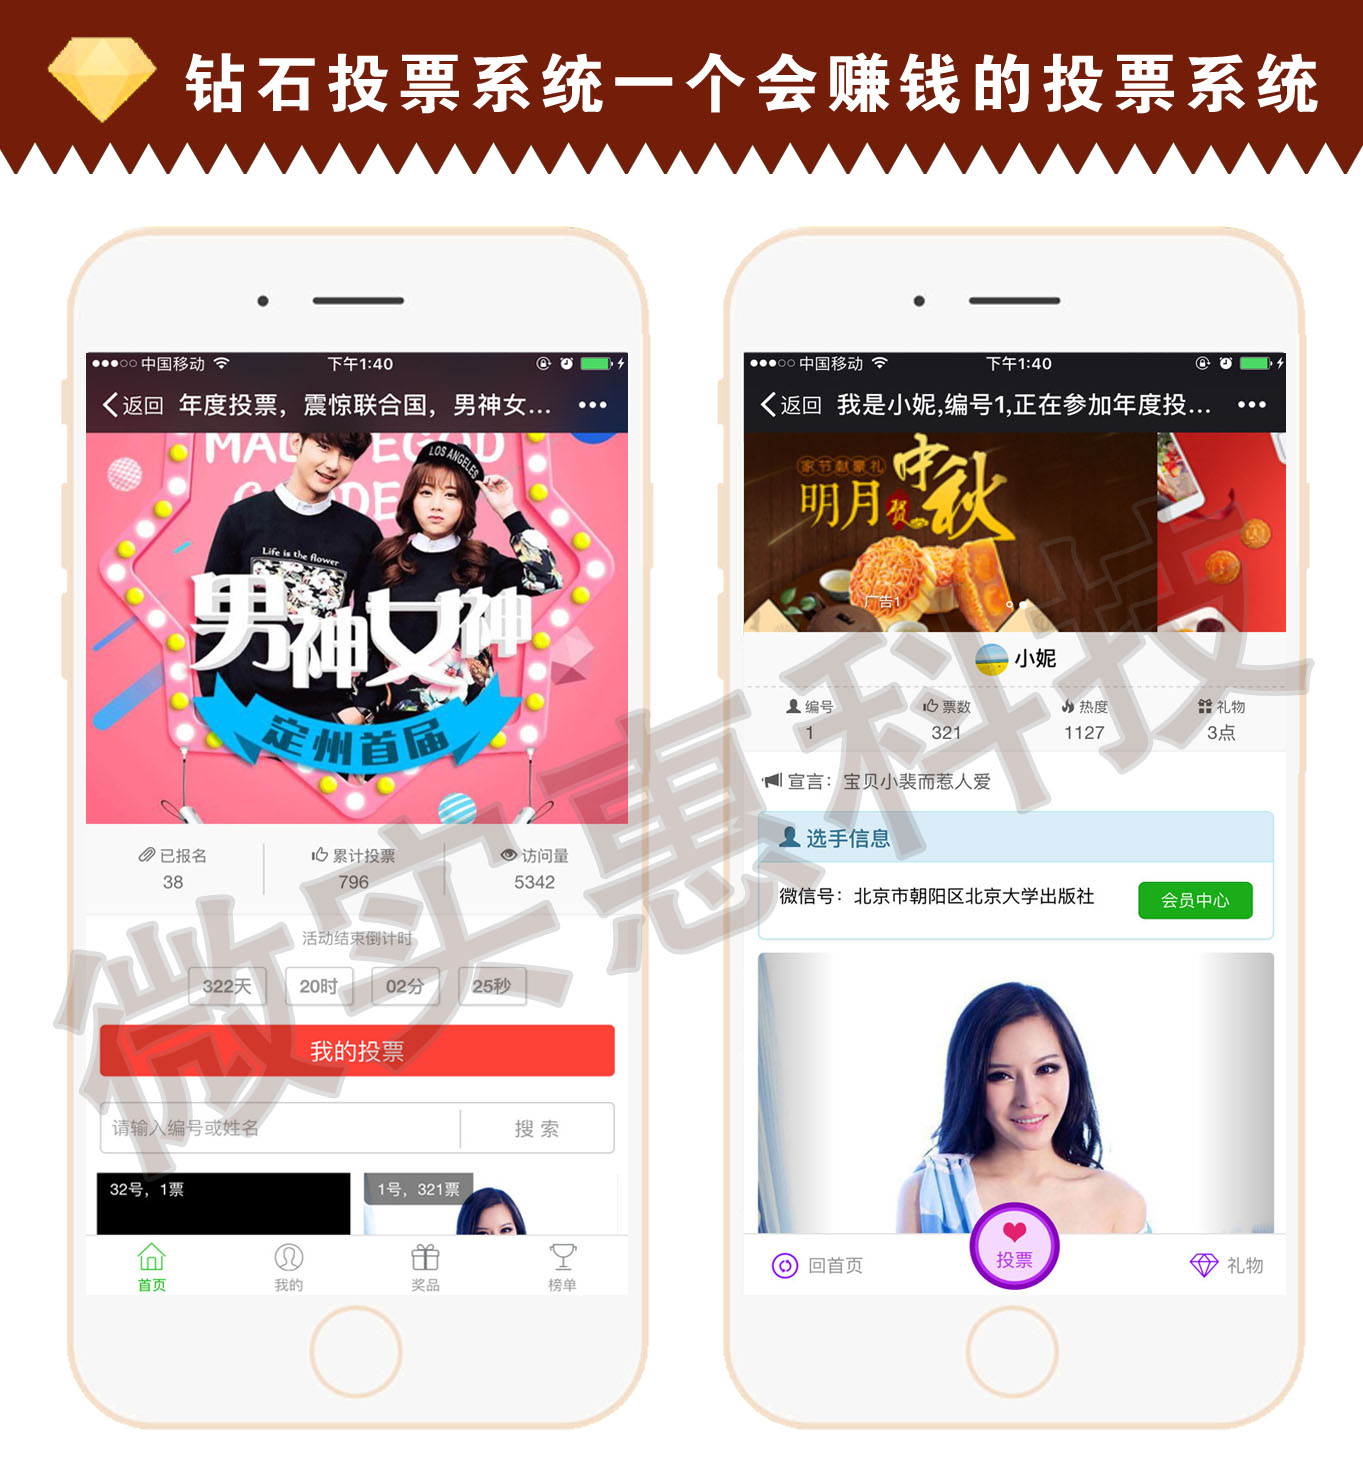 钻石投票系统一个会赚钱的投票系统
中国移动 下午1:40
返回 年度投票，震惊联合国，男神女...
LOS ANGELES
Life is the flower
男神女神
定州首届
已报名 累计投票 访问量
38 796 5342
活动结束倒计时
322天 20时 02分 25秒
我的投票
请输入编号或姓名 搜 索
32号，1票 1号，321票
首页 我的 奖品 榜单
中国移动 下午1:40
返回 我是小妮,编号1,正在参加年度投...
家节献豪礼
中秋
明月贺
广告1
小妮
编号 票数 热度 礼物
1 321 1127 3点
宣言：宝贝小裴而惹人爱
选手信息
微信号：北京市朝阳区北京大学出版社 会员中心
回首页 投票 礼物
微实惠科技